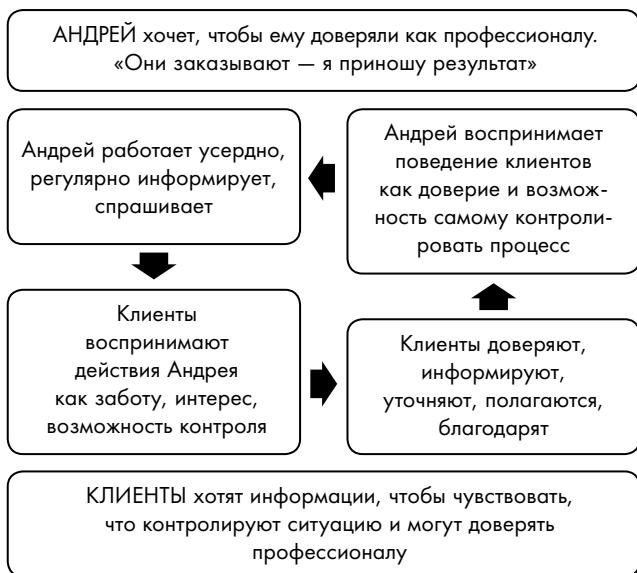 АНДРЕЙ хочет, чтобы ему доверяли как профессионалу.
«Они заказывают — я приношу результат»
Андрей работает усердно,
регулярно информирует,
спрашивает
Андрей воспринимает
поведение клиентов
как доверие и возмож-
ность самому контроли-
ровать процесс
Клиенты
воспринимают
действия Андрея
как заботу, интерес,
возможность контроля
Клиенты доверяют,
информируют,
уточняют, полагаются,
благодарят
КЛИЕНТЫ хотят информации, чтобы чувствовать,
что контролируют ситуацию и могут доверять
профессионалу